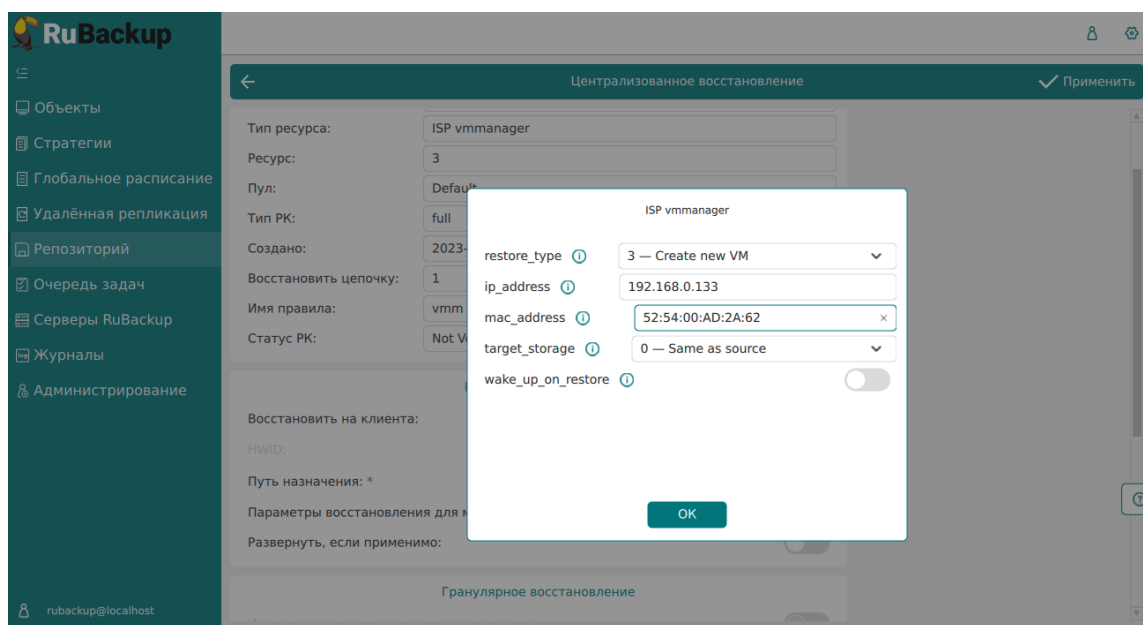 RuBackup
Централизованное восстановление
Применить
Объекты
Стратегии
Глобальное расписание
Удалённая репликация
Репозиторий
Очередь задач
Серверы RuBackup
Журналы
Администрирование
rubackup@localhost
Тип ресурса: ISP vmmanager
Ресурс: 3
Пул: Default
Тип РК: full
Создано: 2023-
Восстановить цепочку: 1
Имя правила: vmm
Статус РК: Not V
Восстановить на клиента:
HWID:
Путь назначения: *
Параметры восстановления для
Развернуть, если применимо:
Гранулярное восстановление
ISP vmmanager
restore_type 3 — Create new VM
ip_address 192.168.0.133
mac_address 52:54:00:AD:2A:62
target_storage 0 — Same as source
wake_up_on_restore
OK